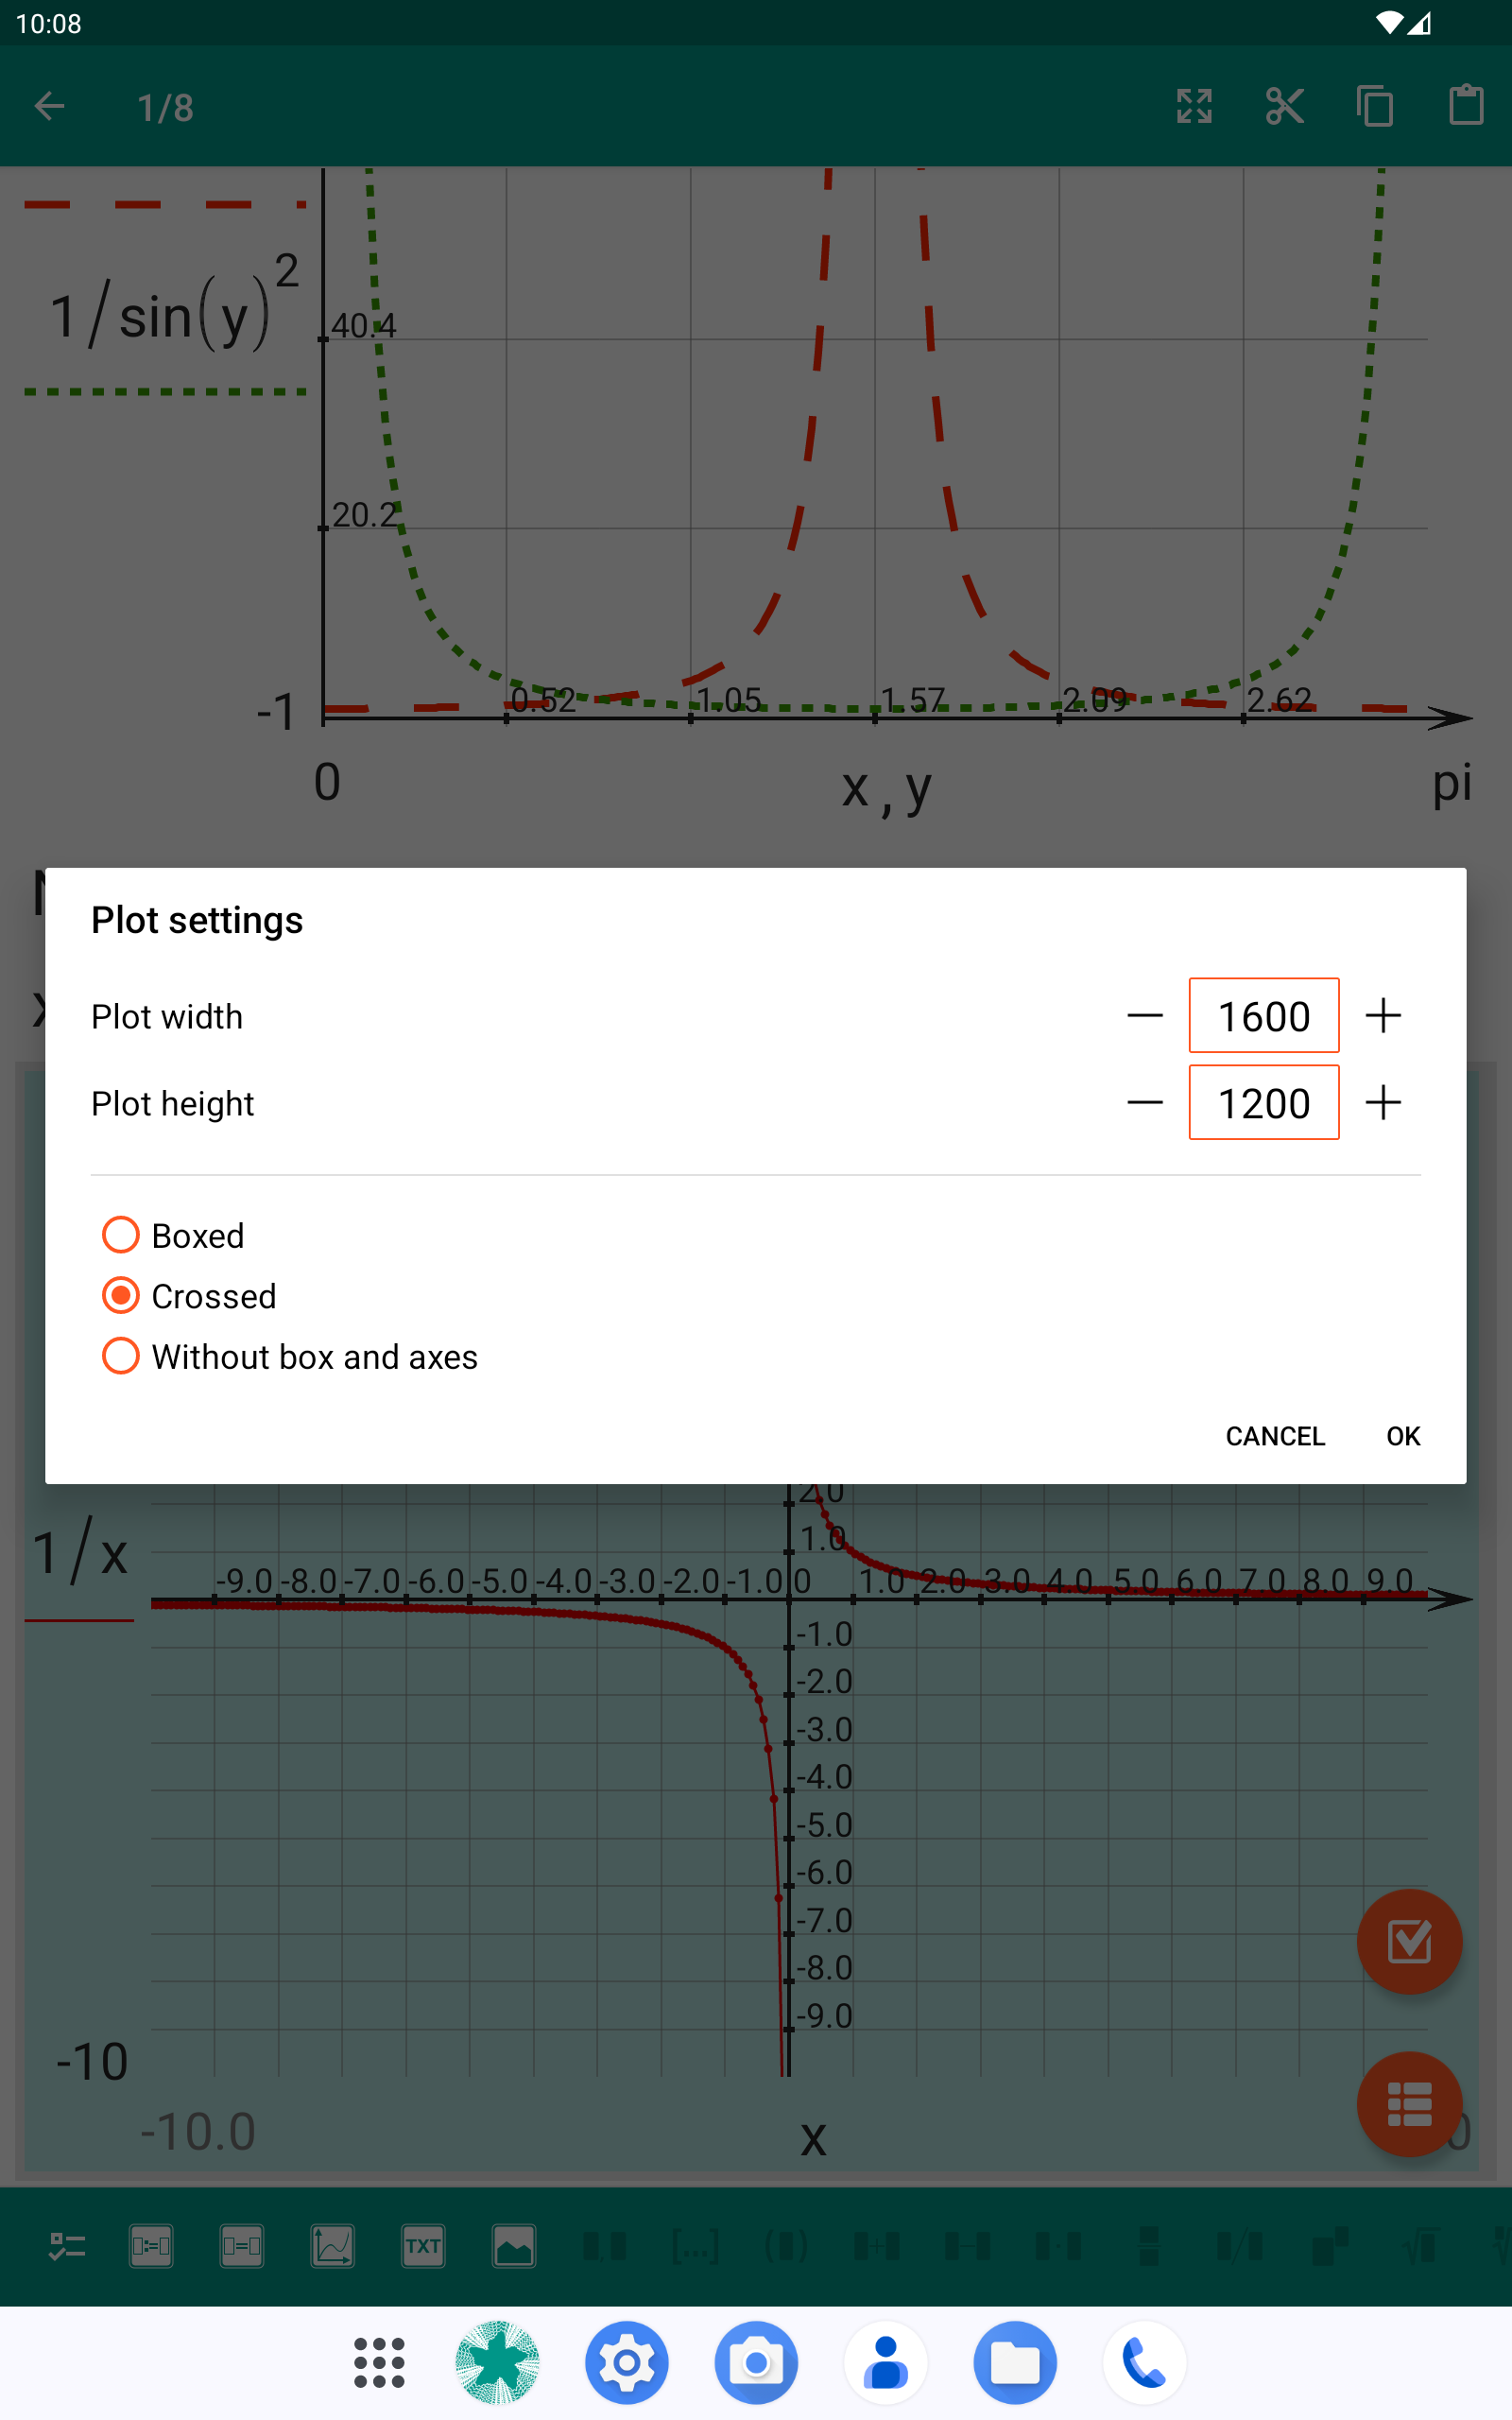 10:08
1/8
1/sin(y)2
40.4
20.2
-1
0.52 1.05 1.57 2.09 2.62
0 x , y pi
Plot settings
Plot width 1600
Plot height 1200
Boxed
Crossed
Without box and axes
CANCEL OK
2.0
1.0
1/x
-9.0 -8.0 -7.0 -6.0 -5.0 -4.0 -3.0 -2.0 -1.0 0 1.0 2.0 3.0 4.0 5.0 6.0 7.0 8.0 9.0
-1.0
-2.0
-3.0
-4.0
-5.0
-6.0
-7.0
-8.0
-9.0
-10
-10.0 x 0
TXT